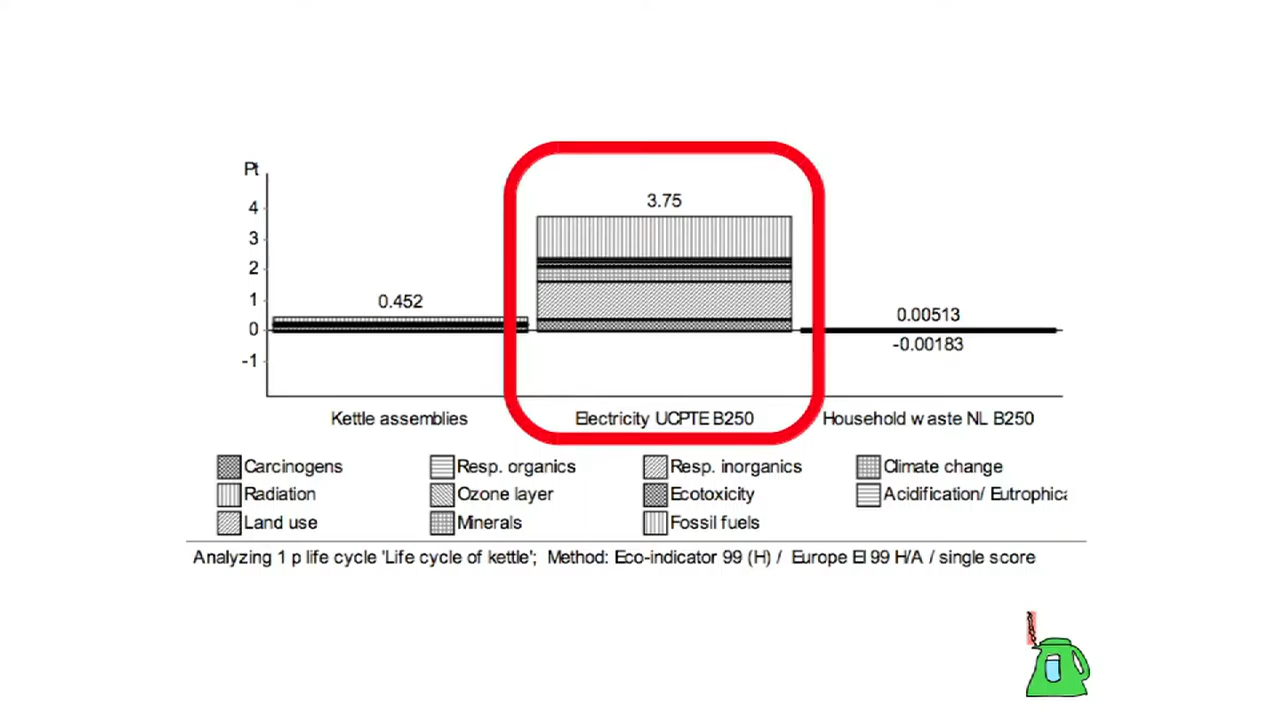 Pt
3.75
4
3
2
1
0
-1
0.452
0.00513
-0.00183
Kettle assemblies
Electricity UCPTE B250
Household waste NL B250
Carcinogens
Resp. organics
Resp. inorganics
Climate change
Radiation
Ozone layer
Ecotoxicity
Acidification/ Eutrophica
Land use
Minerals
Fossil fuels
Analyzing 1 p life cycle 'Life cycle of kettle'; Method: Eco-indicator 99 (H) / Europe EI 99 H/A / single score